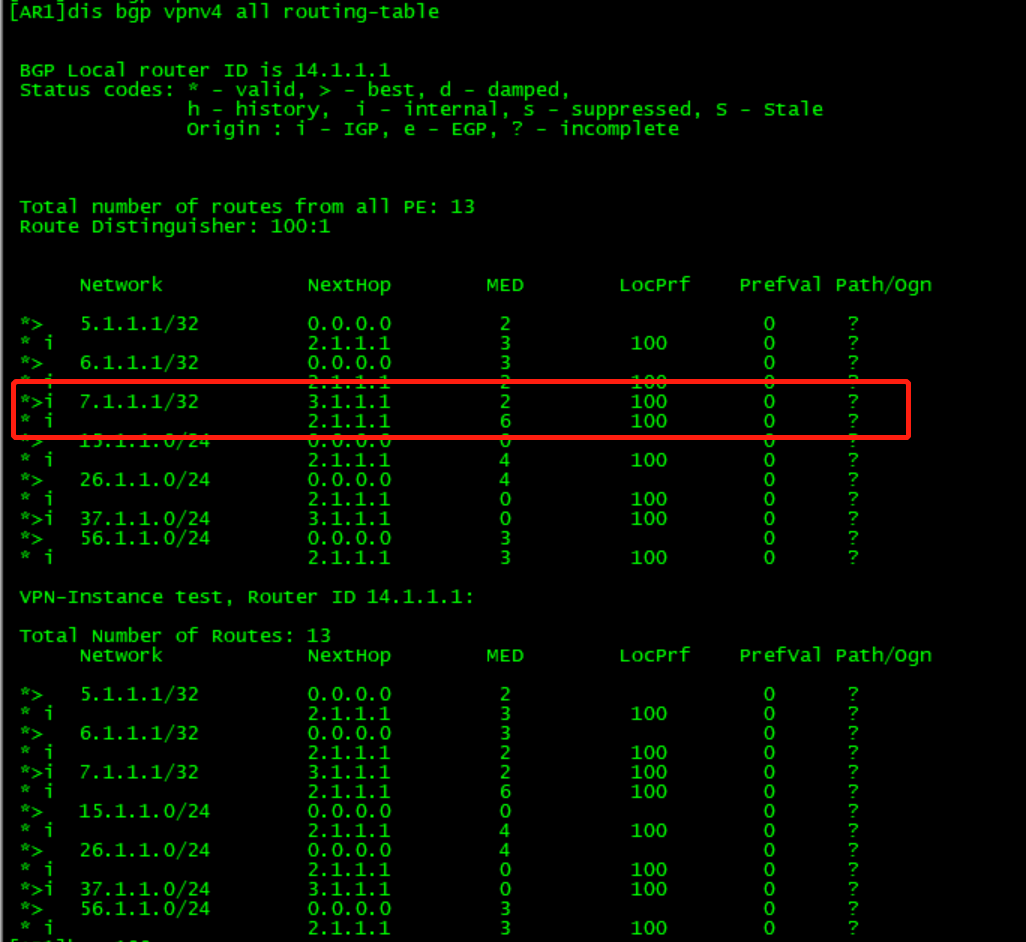 [AR1]dis bgp vpnv4 all routing-table
BGP Local router ID is 14.1.1.1
Status codes: * - valid, > - best, d - damped,
h - history,  i - internal, s - suppressed, S - Stale
Origin : i - IGP, e - EGP, ? - incomplete
Total number of routes from all PE: 13
Route Distinguisher: 100:1
Network NextHop MED LocPrf PrefVal Path/Ogn
*> 5.1.1.1/32 0.0.0.0 2 0 ?
* i 2.1.1.1 3 100 0 ?
*> 6.1.1.1/32 0.0.0.0 3 0 ?
* i 2.1.1.1 2 100 0 ?
*>i 7.1.1.1/32 3.1.1.1 2 100 0 ?
* i 2.1.1.1 6 100 0 ?
*> 15.1.1.0/24 0.0.0.0 0 0 ?
* i 2.1.1.1 4 100 0 ?
*> 26.1.1.0/24 0.0.0.0 4 0 ?
* i 2.1.1.1 0 100 0 ?
*>i 37.1.1.0/24 3.1.1.1 0 100 0 ?
*> 56.1.1.0/24 0.0.0.0 3 0 ?
* i 2.1.1.1 3 100 0 ?
VPN-Instance test, Router ID 14.1.1.1:
Total Number of Routes: 13
Network NextHop MED LocPrf PrefVal Path/Ogn
*> 5.1.1.1/32 0.0.0.0 2 0 ?
* i 2.1.1.1 3 100 0 ?
*> 6.1.1.1/32 0.0.0.0 3 0 ?
* i 2.1.1.1 2 100 0 ?
*>i 7.1.1.1/32 3.1.1.1 2 100 0 ?
* i 2.1.1.1 6 100 0 ?
*> 15.1.1.0/24 0.0.0.0 0 0 ?
* i 2.1.1.1 4 100 0 ?
*> 26.1.1.0/24 0.0.0.0 4 0 ?
* i 2.1.1.1 0 100 0 ?
*>i 37.1.1.0/24 3.1.1.1 0 100 0 ?
*> 56.1.1.0/24 0.0.0.0 3 0 ?
* i 2.1.1.1 3 100 0 ?